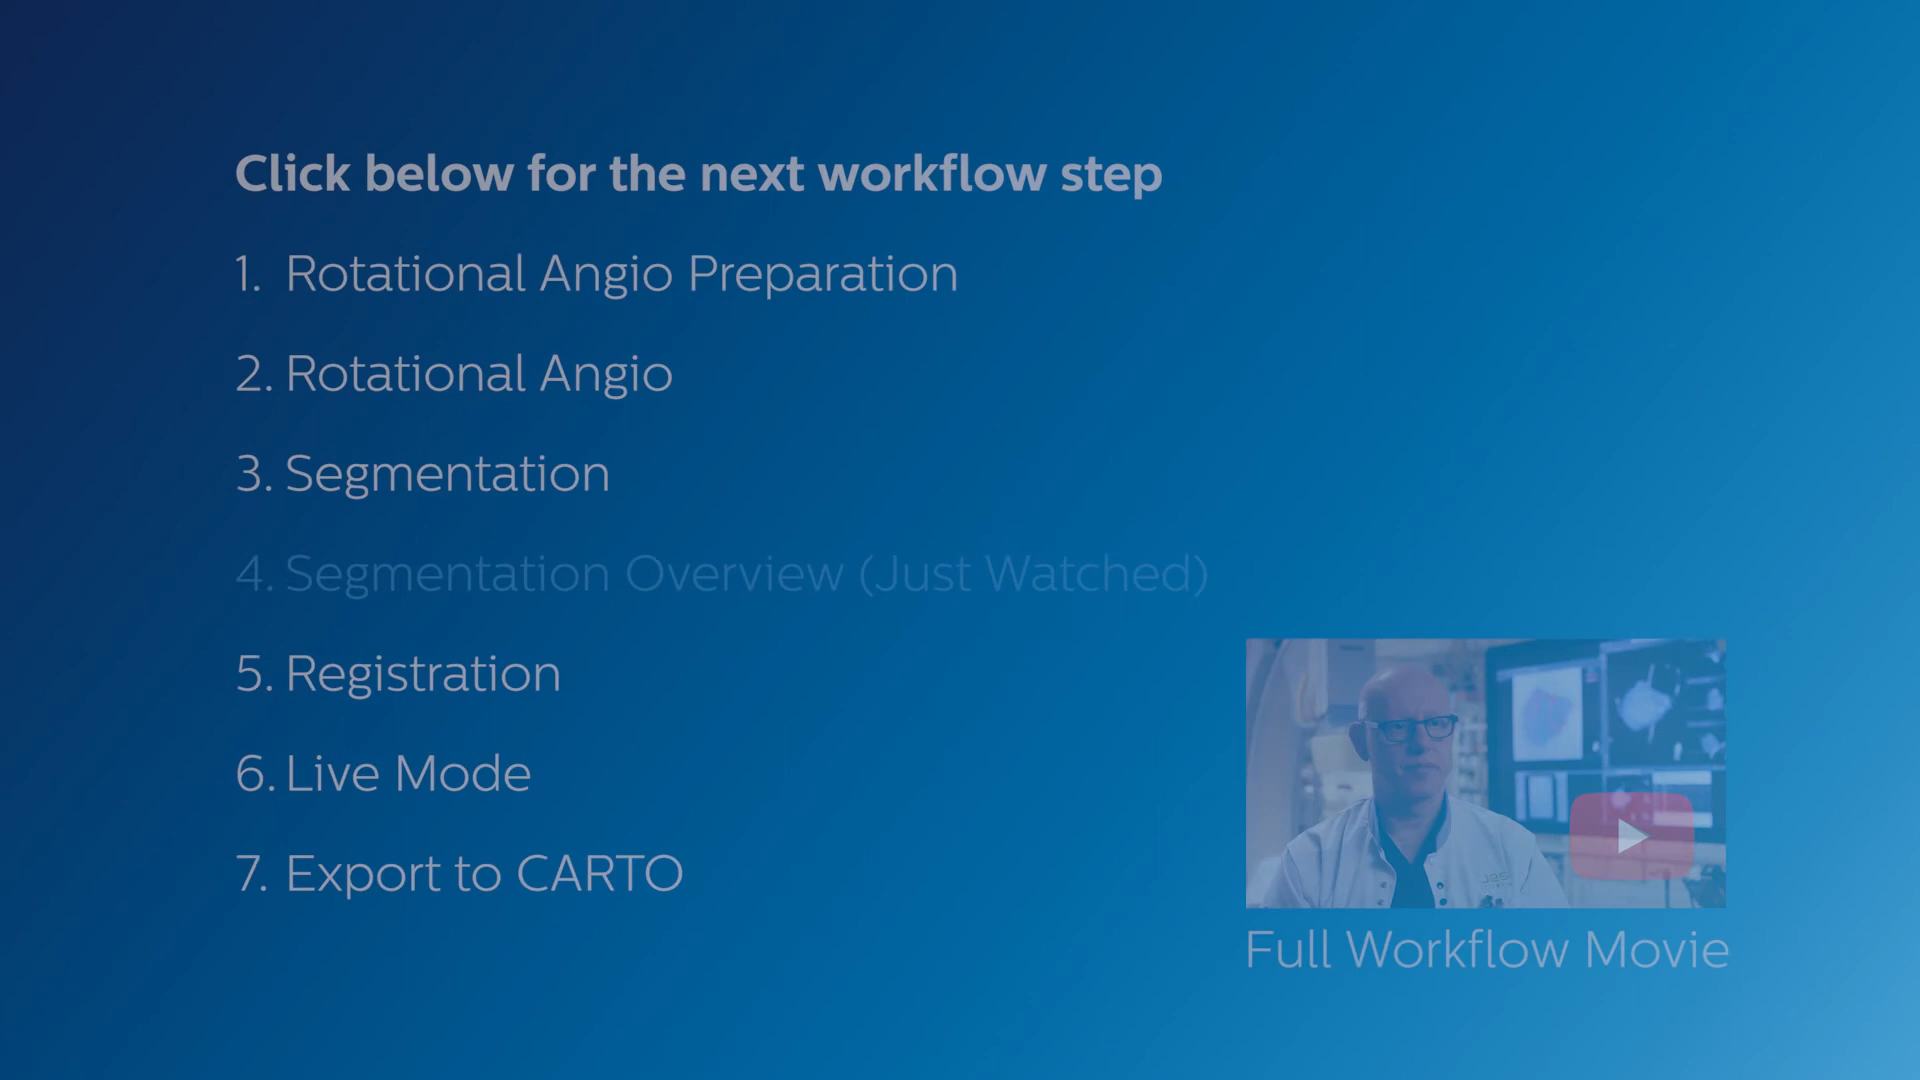 Click below for the next workflow step
1. Rotational Angio Preparation
2. Rotational Angio
3. Segmentation
4. Segmentation Overview (Just Watched)
5. Registration
6. Live Mode
7. Export to CARTO
Full Workflow Movie